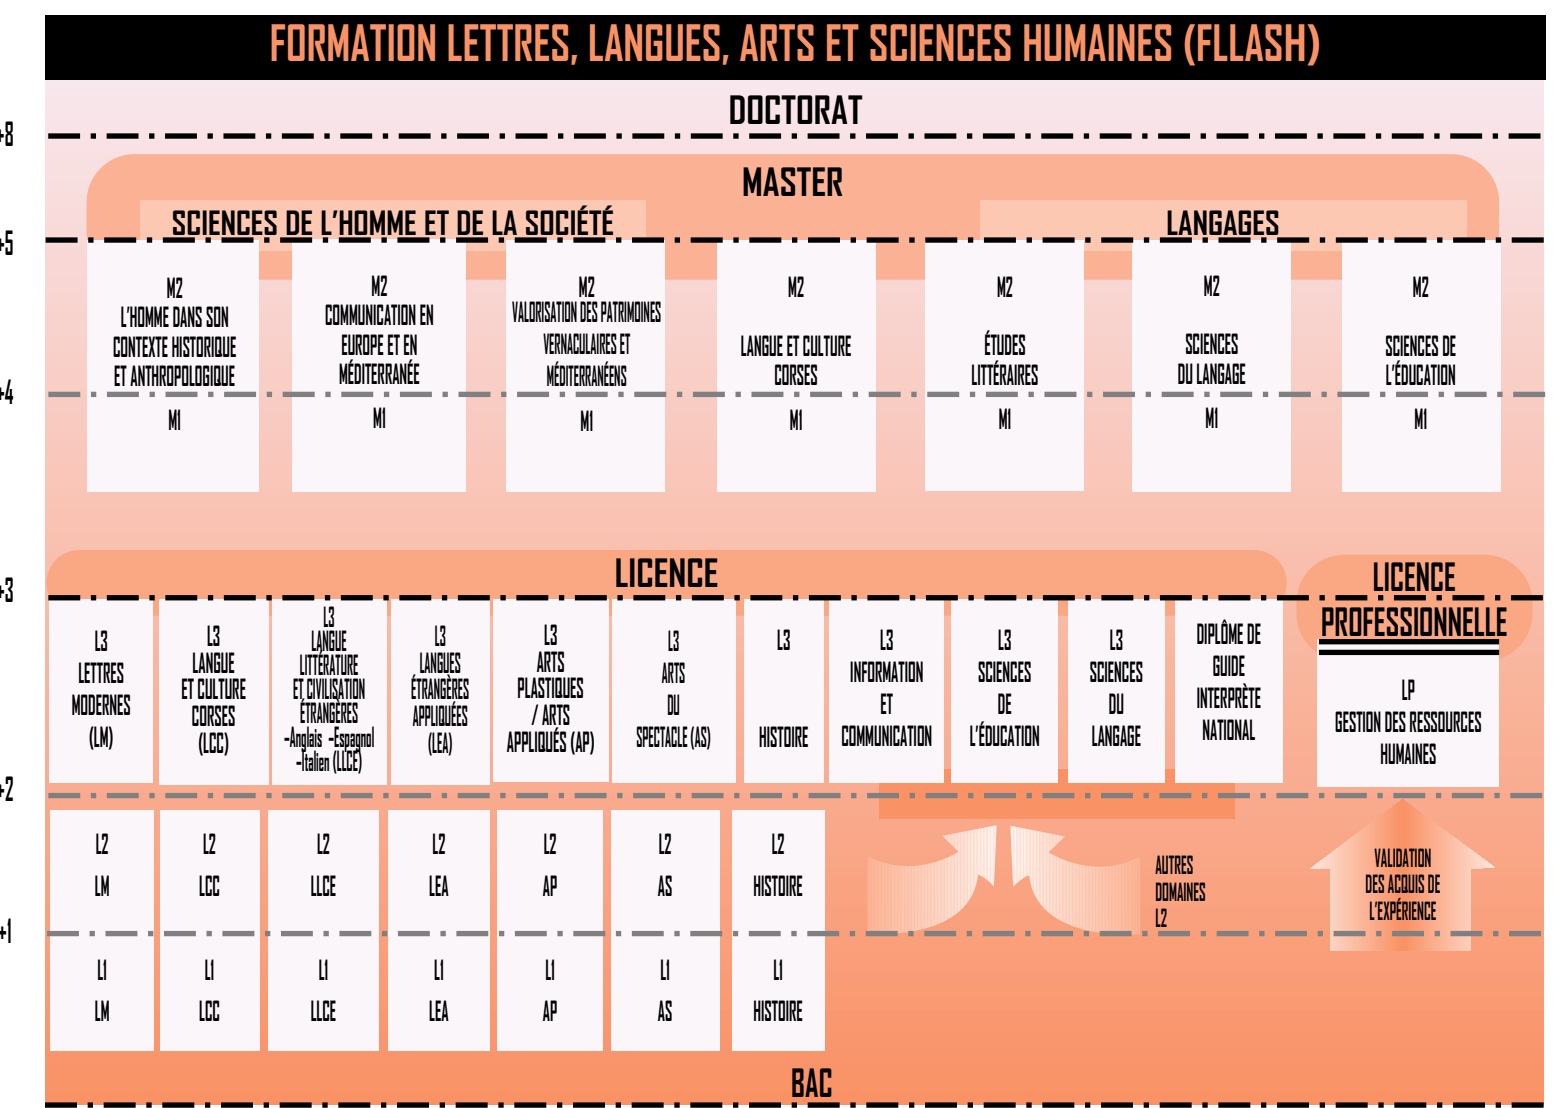 FORMATION LETTRES, LANGUES, ARTS ET SCIENCES HUMAINES (FLLASH)
DOCTORAT
+8
MASTER
SCIENCES DE L'HOMME ET DE LA SOCIÉTÉ
LANGAGES
+5
M2
L'HOMME DANS SON
CONTEXTE HISTORIQUE
ET ANTHROPOLOGIQUE
M1
M2
COMMUNICATION EN
EUROPE ET EN
MÉDITERRANÉE
M1
M2
VALORISATION DES PATRIMOINES
VERNACULAIRES ET
MÉDITERRANÉENS
M1
M2
LANGUE ET CULTURE
CORSES
M1
M2
ÉTUDES
LITTÉRAIRES
M1
M2
SCIENCES
DU LANGAGE
M1
M2
SCIENCES DE
L'ÉDUCATION
M1
+4
LICENCE
LICENCE
PROFESSIONNELLE
+3
L3
LETTRES
MODERNES
(LM)
L3
LANGUE
ET CULTURE
CORSES
(LCC)
L3
LANGUE
LITTÉRATURE
ET CIVILISATION
ÉTRANGÈRES
-Anglais -Espagnol
-Italien (LLCE)
L3
LANGUES
ÉTRANGÈRES
APPLIQUÉES
(LEA)
L3
ARTS
PLASTIQUES
/ ARTS
APPLIQUÉS (AP)
L3
ARTS
DU
SPECTACLE (AS)
L3
HISTOIRE
L3
INFORMATION
ET
COMMUNICATION
L3
SCIENCES
DE
L'ÉDUCATION
L3
SCIENCES
DU
LANGAGE
DIPLÔME DE
GUIDE
INTERPRÈTE
NATIONAL
LP
GESTION DES RESSOURCES
HUMAINES
+2
L2
LM
L2
LCC
L2
LLCE
L2
LEA
L2
AP
L2
AS
L2
HISTOIRE
AUTRES
DOMAINES
L2
VALIDATION
DES ACQUIS DE
L'EXPÉRIENCE
+1
L1
LM
L1
LCC
L1
LLCE
L1
LEA
L1
AP
L1
AS
L1
HISTOIRE
BAC